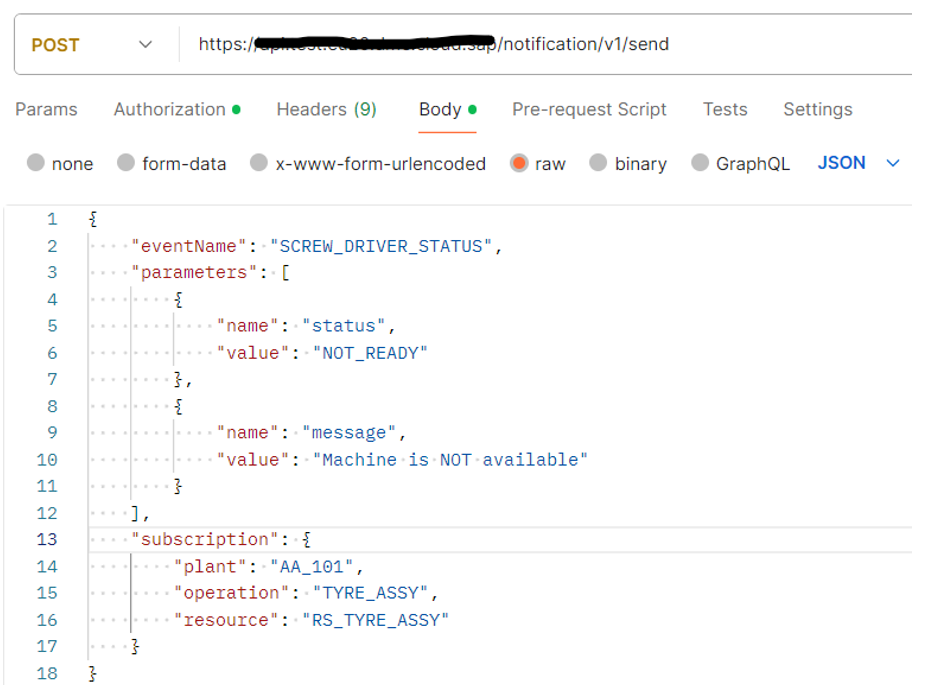 POST https:///notification/v1/send
Params Authorization Headers (9) Body Pre-request Script Tests Settings
none form-data x-www-form-urlencoded raw binary GraphQL JSON
1 {
2 "eventName": "SCREW_DRIVER_STATUS",
3 "parameters": [
4 {
5 "name": "status",
6 "value": "NOT_READY"
7 },
8 {
9 "name": "message",
10 "value": "Machine is NOT available"
11 }
12 ],
13 "subscription": {
14 "plant": "AA_101",
15 "operation": "TYRE_ASSY",
16 "resource": "RS_TYRE_ASSY"
17 }
18 }